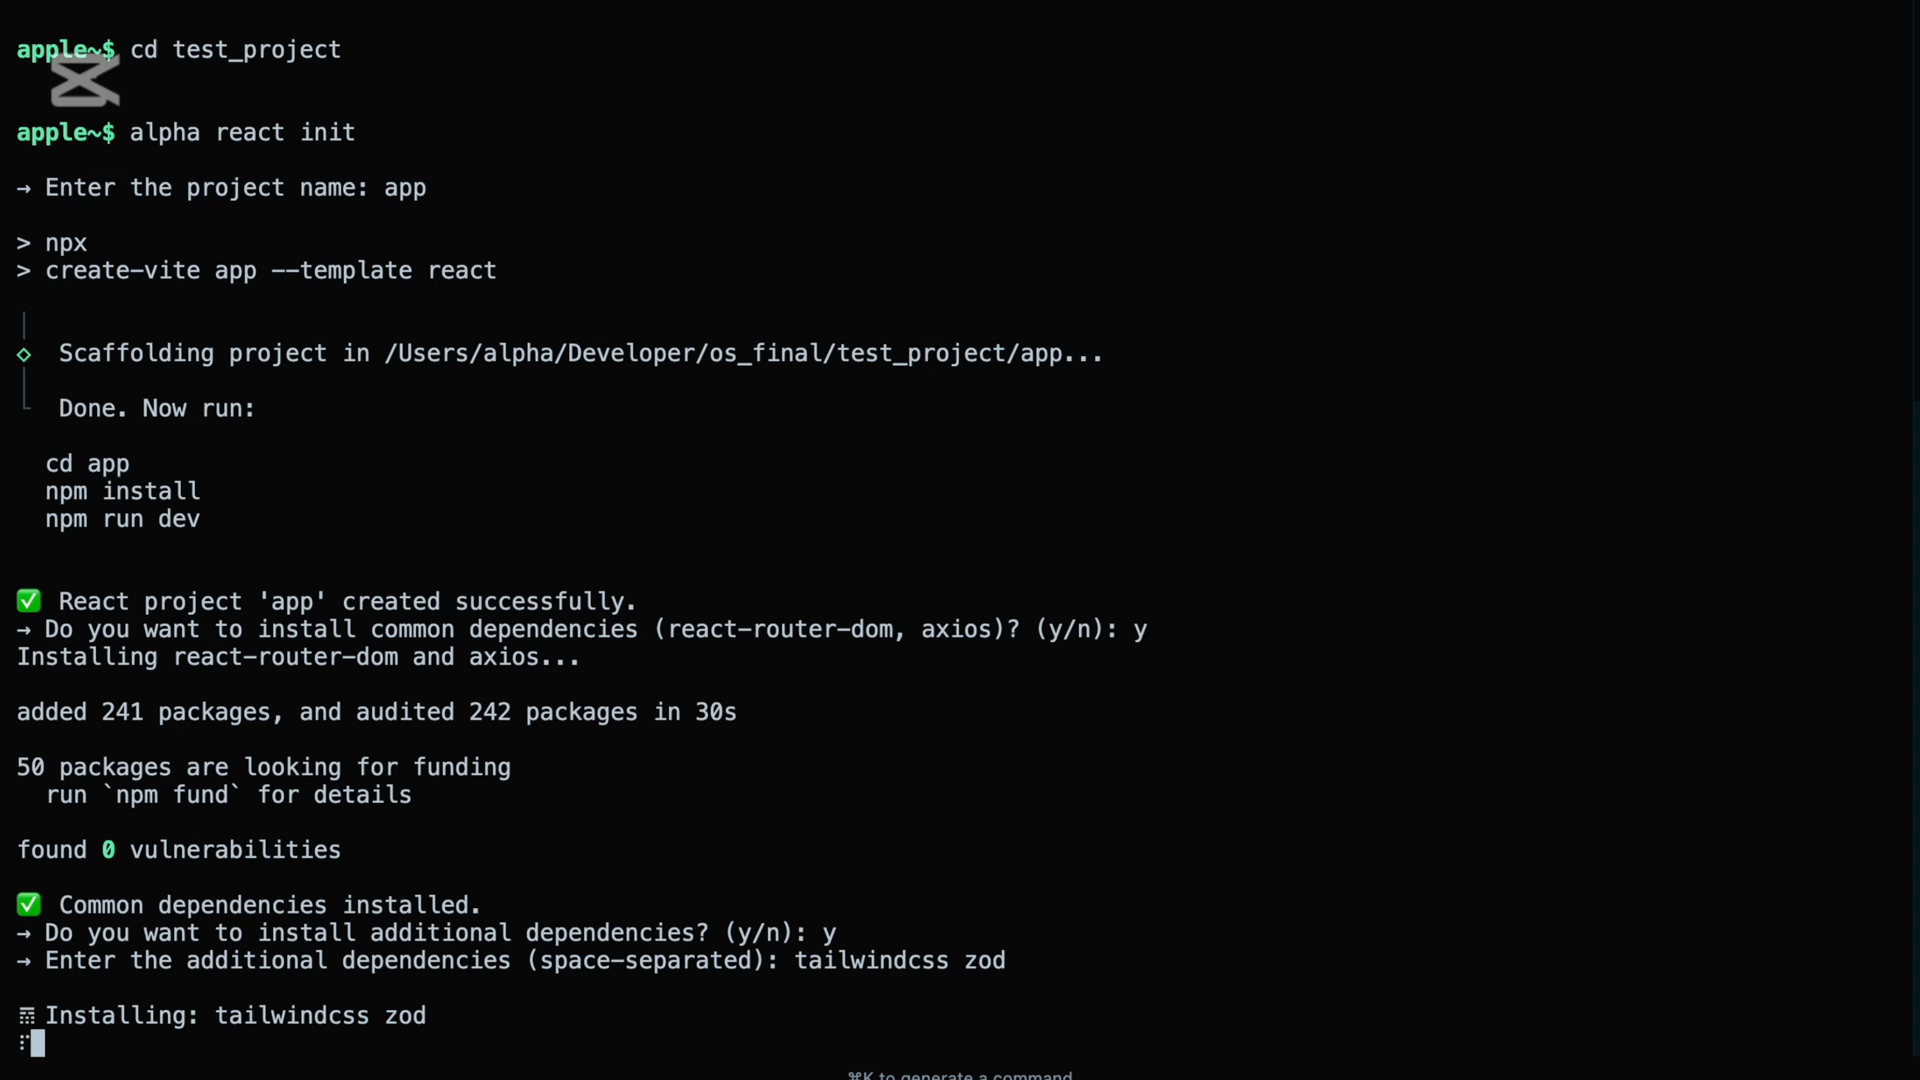 apple~$ cd test_project
apple~$ alpha react init
→ Enter the project name: app
> npx
> create-vite app --template react
◇ Scaffolding project in /Users/alpha/Developer/os_final/test_project/app...
└ Done. Now run:
cd app
npm install
npm run dev
✅ React project 'app' created successfully.
→ Do you want to install common dependencies (react-router-dom, axios)? (y/n): y
Installing react-router-dom and axios...
added 241 packages, and audited 242 packages in 30s
50 packages are looking for funding
run `npm fund` for details
found 0 vulnerabilities
✅ Common dependencies installed.
→ Do you want to install additional dependencies? (y/n): y
→ Enter the additional dependencies (space-separated): tailwindcss zod
Installing: tailwindcss zod
⌘K to generate a command